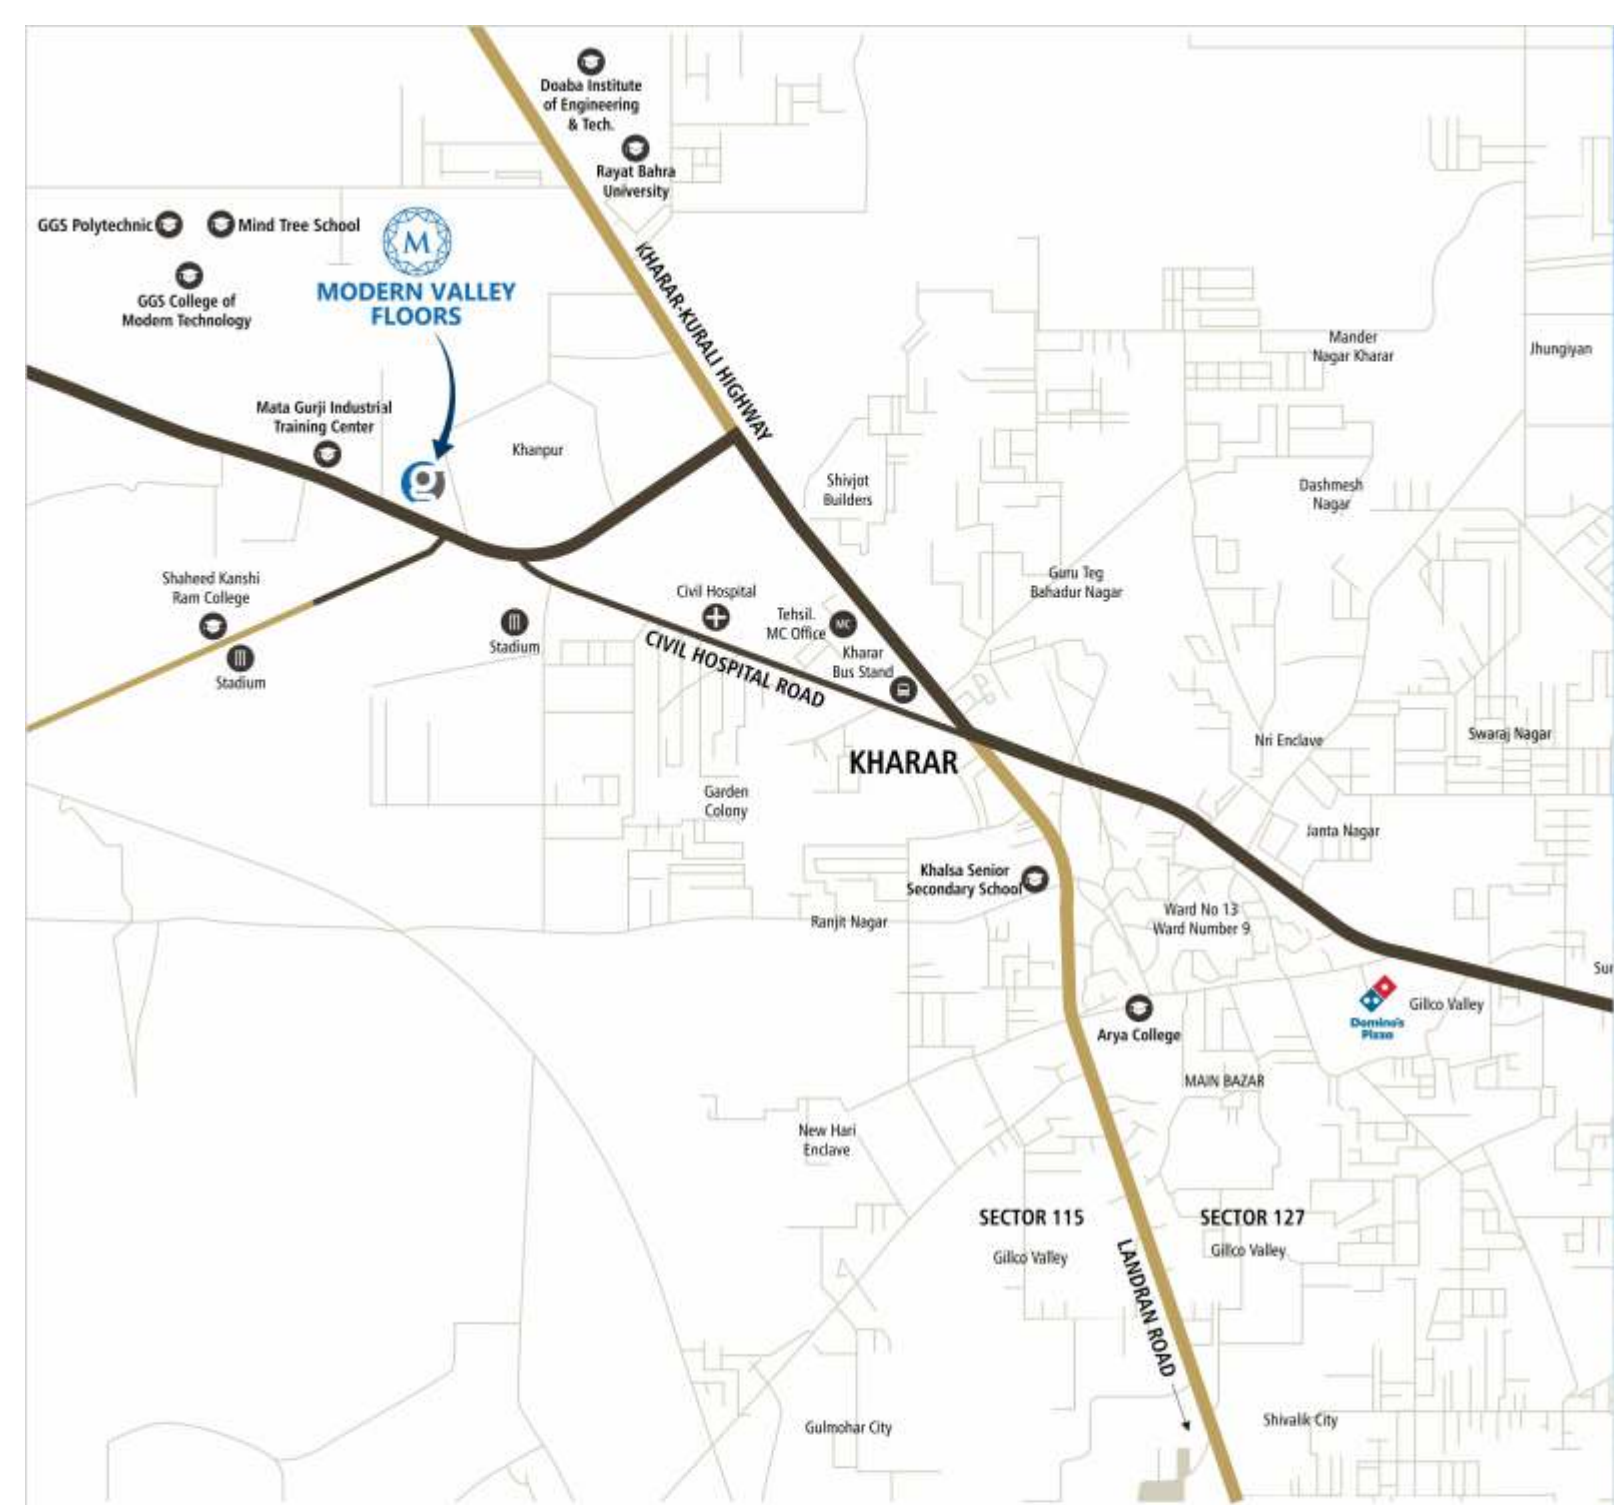 Doaba Institute
of Engineering
& Tech.
Rayat Bahra
University
GGS Polytechnic
Mind Tree School
GGS College of
Modern Technology
M
MODERN VALLEY
FLOORS
KHARAR-KURALI HIGHWAY
Mander
Nagar Kharar
Jhungiyan
Mata Gurji Industrial
Training Center
g
Khanpur
Shivjot
Builders
Dashmesh
Nagar
Shaheed Kanshi
Ram College
Stadium
Stadium
Civil Hospital
CIVIL HOSPITAL ROAD
Tehsil.
MC Office
MC
Kharar
Bus Stand
Guru Teg
Bahadur Nagar
Nri Enclave
Swaraj Nagar
KHARAR
Garden
Colony
Janta Nagar
Khalsa Senior
Secondary School
Ranjit Nagar
Ward No 13
Ward Number 9
Sur
Domino's
Pizza
Gillco Valley
Arya College
MAIN BAZAR
New Hari
Enclave
SECTOR 115
Gillco Valley
SECTOR 127
Gillco Valley
LANDRAN ROAD
Gulmohar City
Shivalik City